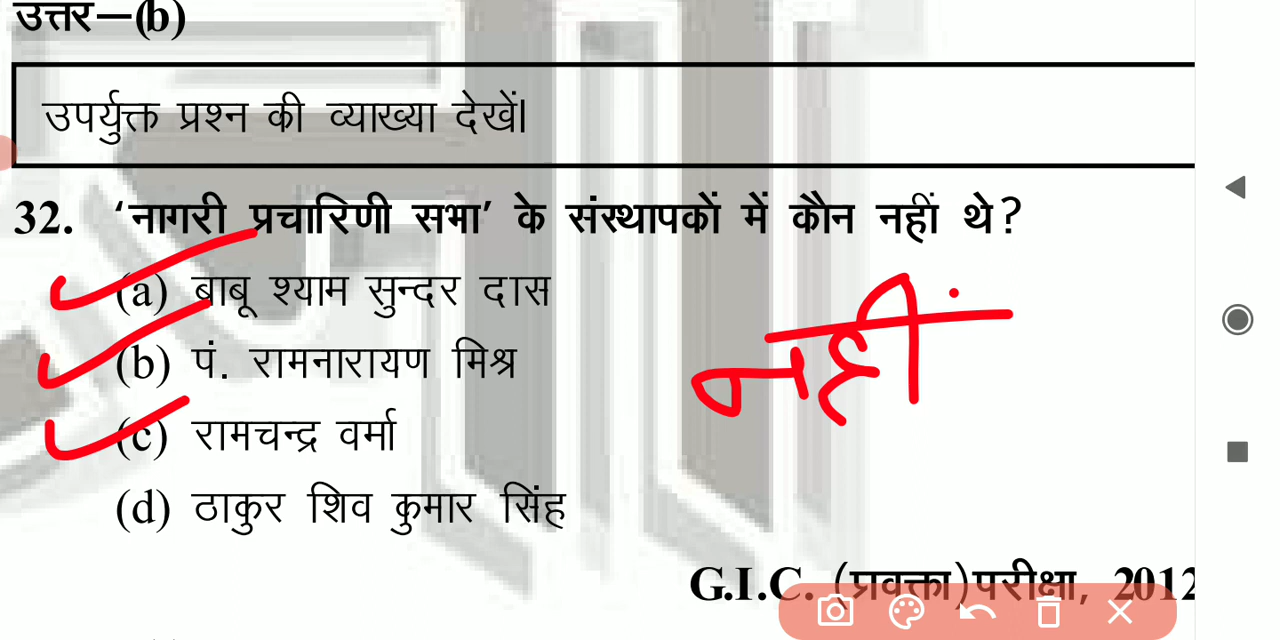 उत्तर—(b)
उपर्युक्त प्रश्न की व्याख्या देखें।
32. ‘नागरी प्रचारिणी सभा’ के संस्थापकों में कौन नहीं थे?
(a) बाबू श्याम सुन्दर दास
(b) पं. रामनारायण मिश्र
(c) रामचन्द्र वर्मा
(d) ठाकुर शिव कुमार सिंह
नहीं
G.I.C. (प्रवक्ता) परीक्षा, 2012